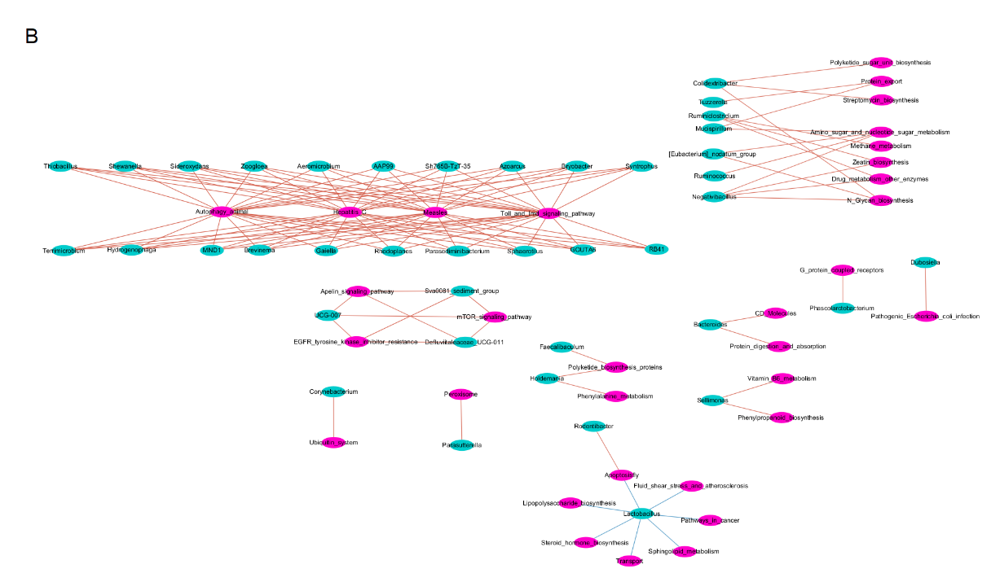 B
Polyketide_sugar_unit_biosynthesis
Colidextribacter
Protein_export
Tuzzerella
Streptomycin_biosynthesis
Ruminiclostridium
Mucispirillum
Amino_sugar_and_nucleotide_sugar_metabolism
Methane_metabolism
[Eubacterium]_nodatum_group
Zeatin_biosynthesis
Ruminococcus
Drug_metabolism_other_enzymes
Negativibacillus
N_Glycan_biosynthesis
Thiobacillus
Shewanella
Sideroxydans
Zoogloea
Aeromicrobium
AAP99
Sh765B-TzT-35
Azoarcus
Bryobacter
Syntrophus
Autophagy_animal
Hepatitis_C
Measles
Toll_and_Imd_signaling_pathway
Terrimicrobium
Hydrogenophaga
MND1
Brevinema
Gaiella
Rhodoplanes
Parasediminibacterium
Sphaerotilus
GOUTA6
RB41
Apelin_signaling_pathway
Sva0081_sediment_group
UCG-007
mTOR_signaling_pathway
EGFR_tyrosine_kinase_inhibitor_resistance
Defluviitaleaceae_UCG-011
G_protein_coupled_receptors
Dubosiella
Phascolarctobacterium
Pathogenic_Escherichia_coli_infection
CD_Molecules
Bacteroides
Protein_digestion_and_absorption
Faecalibaculum
Polyketide_biosynthesis_proteins
Holdemania
Phenylalanine_metabolism
Vitamin_B6_metabolism
Sellimonas
Phenylpropanoid_biosynthesis
Corynebacterium
Ubiquitin_system
Peroxisome
Parasutterella
Rodentibacter
Apoptosisfly
Fluid_shear_stress_and_atherosclerosis
Lipopolysaccharide_biosynthesis
Lactobacillus
Pathways_in_cancer
Steroid_hormone_biosynthesis
Sphingolipid_metabolism
Transport